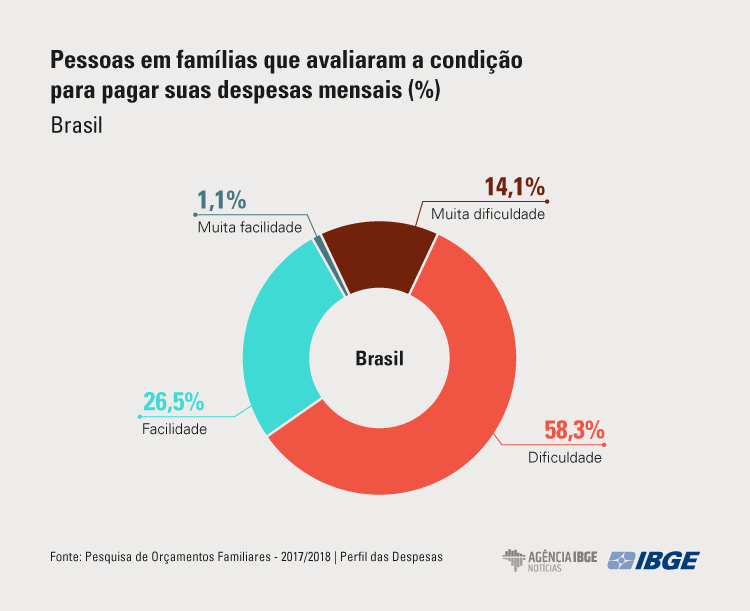 Pessoas em famílias que avaliaram a condição
para pagar suas despesas mensais (%)
Brasil
14,1%
Muita dificuldade
1,1%
Muita facilidade
Brasil
26,5%
Facilidade
58,3%
Dificuldade
Fonte: Pesquisa de Orçamentos Familiares - 2017/2018 | Perfil das Despesas
AGÊNCIA IBGE
NOTÍCIAS
IBGE